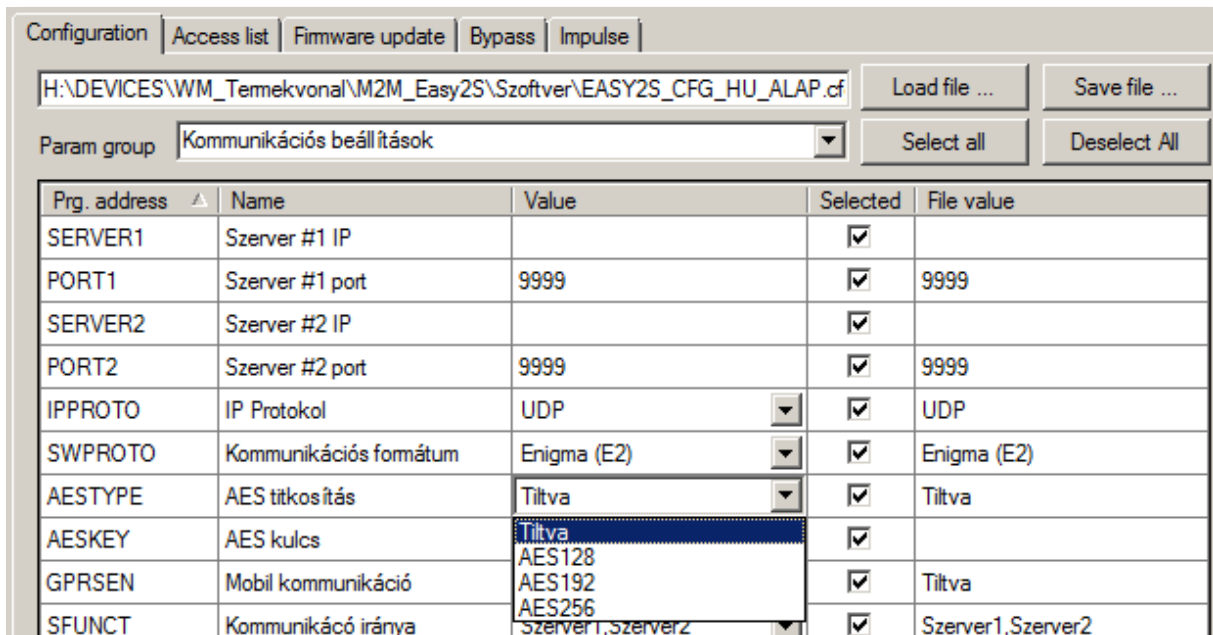 Configuration Access list Firmware update Bypass Impulse
H:\DEVICES\WM_Termekvonal\M2M_Easy2S\Szoftver\EASY2S_CFG_HU_ALAP.cf Load file ... Save file ...
Param group Kommunikációs beállítások Select all Deselect All
Prg. address Name Value Selected File value
SERVER1 Szerver #1 IP
PORT1 Szerver #1 port 9999 9999
SERVER2 Szerver #2 IP
PORT2 Szerver #2 port 9999 9999
IPPROTO IP Protokol UDP UDP
SWPROTO Kommunikációs formátum Enigma (E2) Enigma (E2)
AESTYPE AES titkosítás Tiltva Tiltva
AESKEY AES kulcs
Tiltva
AES128
AES192
AES256
GPRSEN Mobil kommunikáció Tiltva
SFUNCT Kommunikácó iránya Szerver1,Szerver2 Szerver1,Szerver2